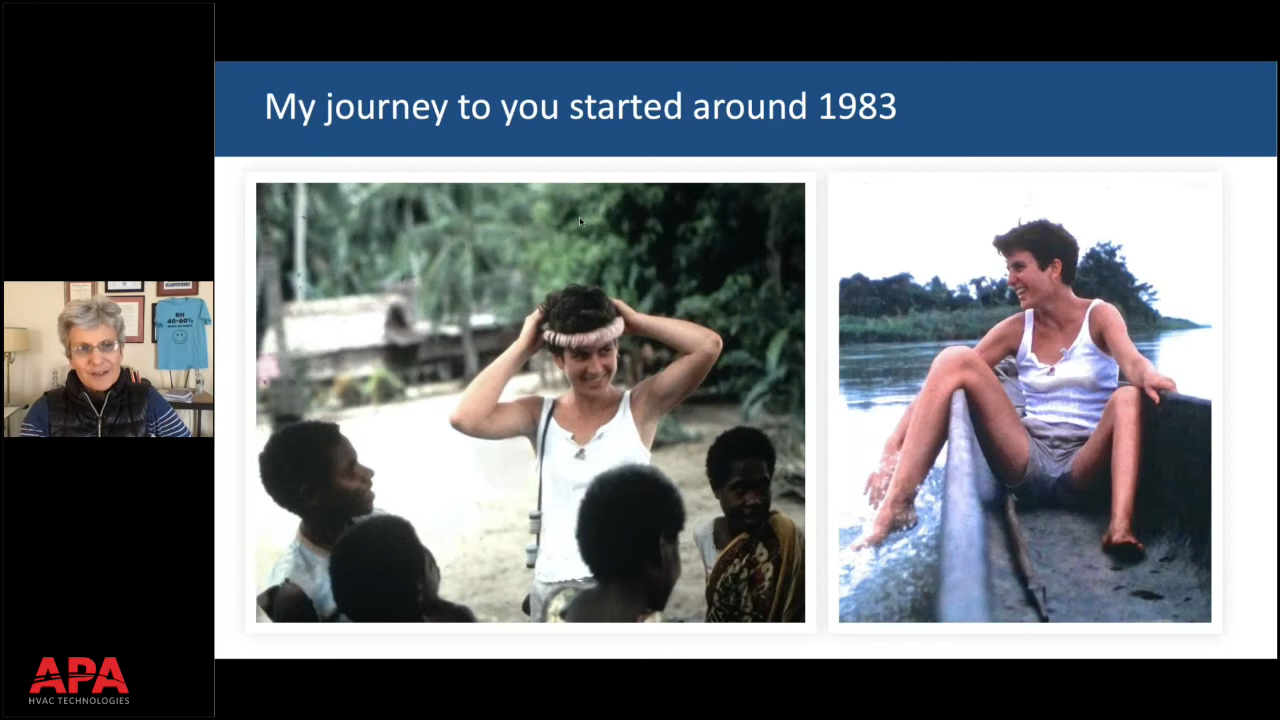 My journey to you started around 1983
RH
40-60%
APA
HVAC TECHNOLOGIES